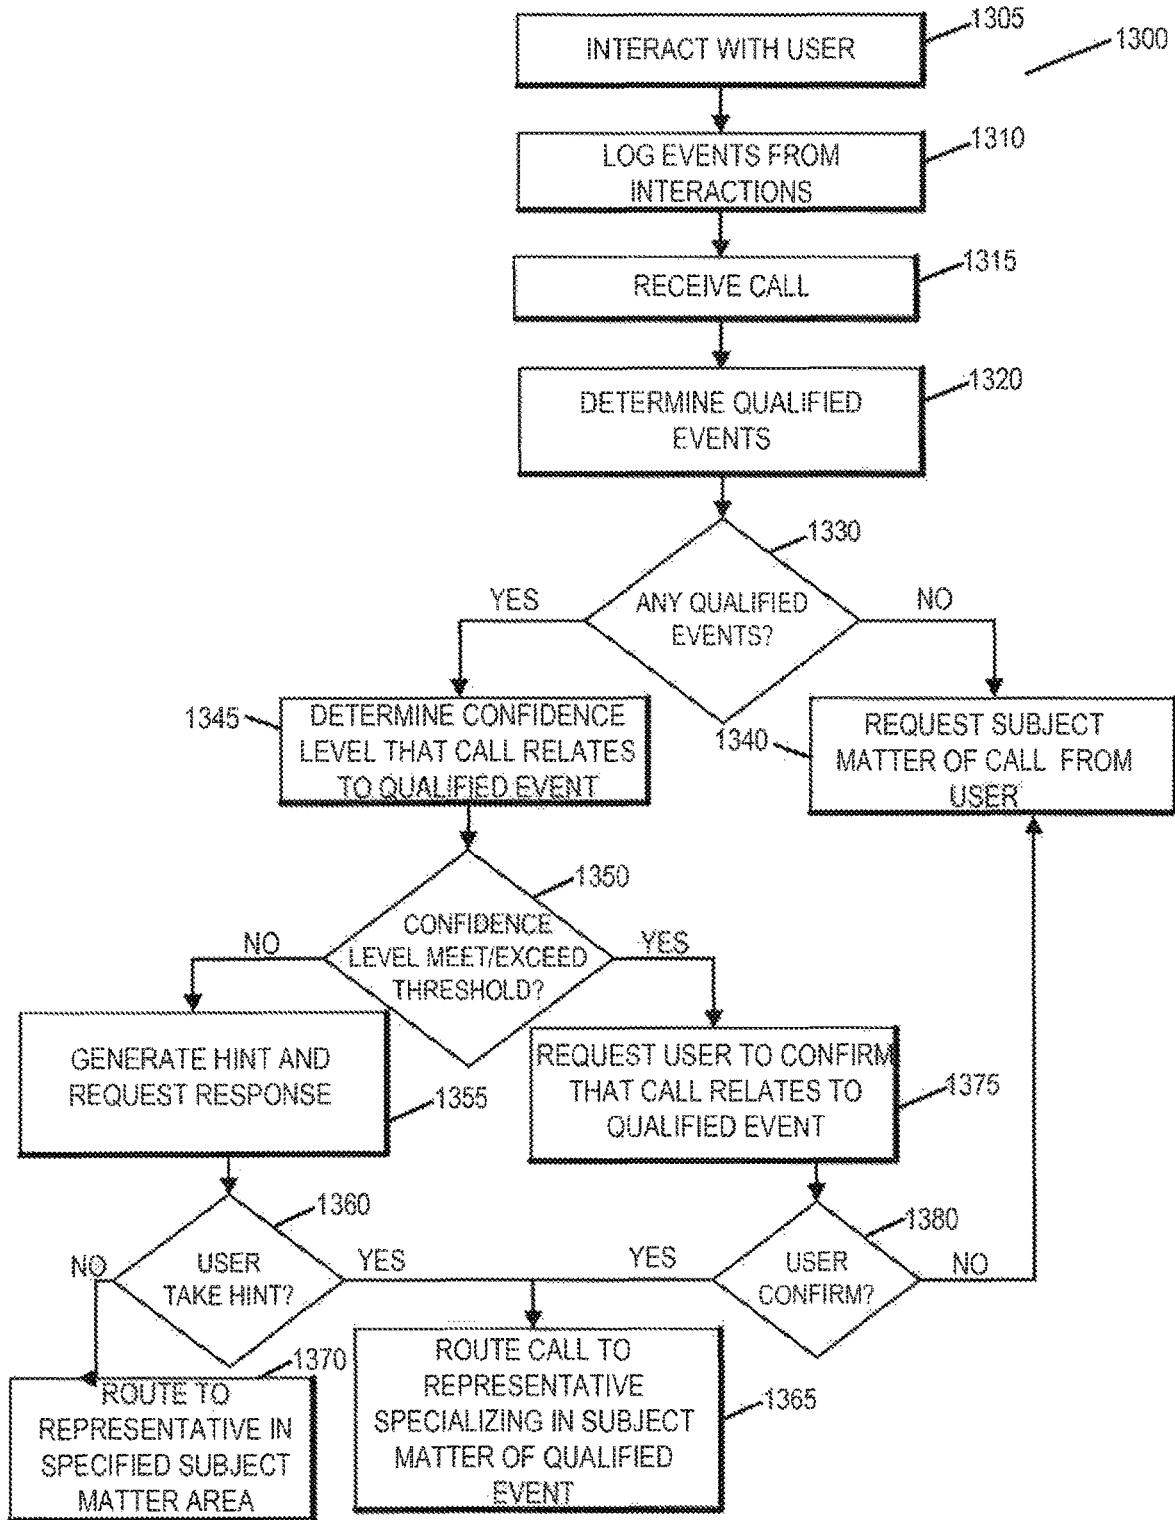 1305
INTERACT WITH USER
1300
1310
LOG EVENTS FROM
INTERACTIONS
1315
RECEIVE CALL
1320
DETERMINE QUALIFIED
EVENTS
1330
YES
ANY QUALIFIED
EVENTS?
NO
1345
DETERMINE CONFIDENCE
LEVEL THAT CALL RELATES
TO QUALIFIED EVENT
1340
REQUEST SUBJECT
MATTER OF CALL FROM
USER
1350
NO
CONFIDENCE
LEVEL MEET/EXCEED
THRESHOLD?
YES
GENERATE HINT AND
REQUEST RESPONSE
1355
REQUEST USER TO CONFIRM
THAT CALL RELATES TO
QUALIFIED EVENT
1375
1360
NO
USER
TAKE HINT?
YES
1380
YES
USER
CONFIRM?
NO
1370
ROUTE TO
REPRESENTATIVE IN
SPECIFIED SUBJECT
MATTER AREA
ROUTE CALL TO
REPRESENTATIVE
SPECIALIZING IN SUBJECT
MATTER OF QUALIFIED
EVENT
1365